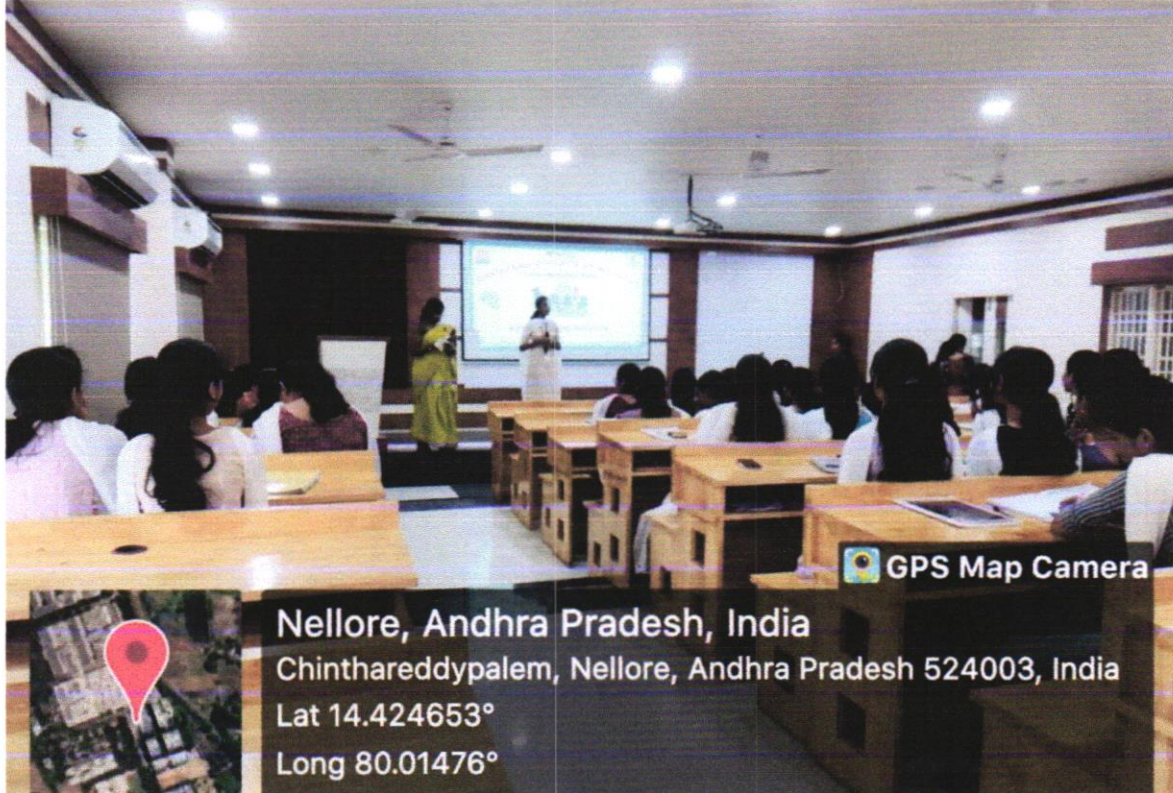 GPS Map Camera
Nellore, Andhra Pradesh, India
Chinthareddypalem, Nellore, Andhra Pradesh 524003, India
Lat 14.424653°
Long 80.01476°